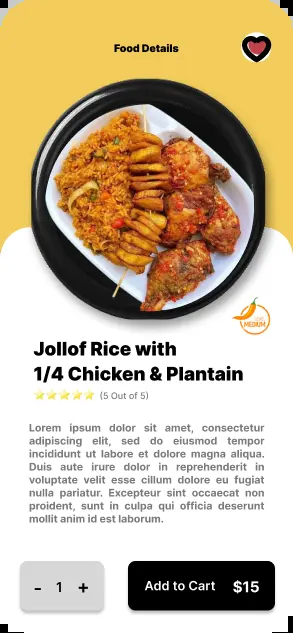 Food Details
MEDIUM
Jollof Rice with
1/4 Chicken & Plantain
(5 Out of 5)
Lorem ipsum dolor sit amet, consectetur
adipiscing elit, sed do eiusmod tempor
incididunt ut labore et dolore magna aliqua.
Duis aute irure dolor in reprehenderit in
voluptate velit esse cillum dolore eu fugiat
nulla pariatur. Excepteur sint occaecat non
proident, sunt in culpa qui officia deserunt
mollit anim id est laborum.
- 1 + Add to Cart $15